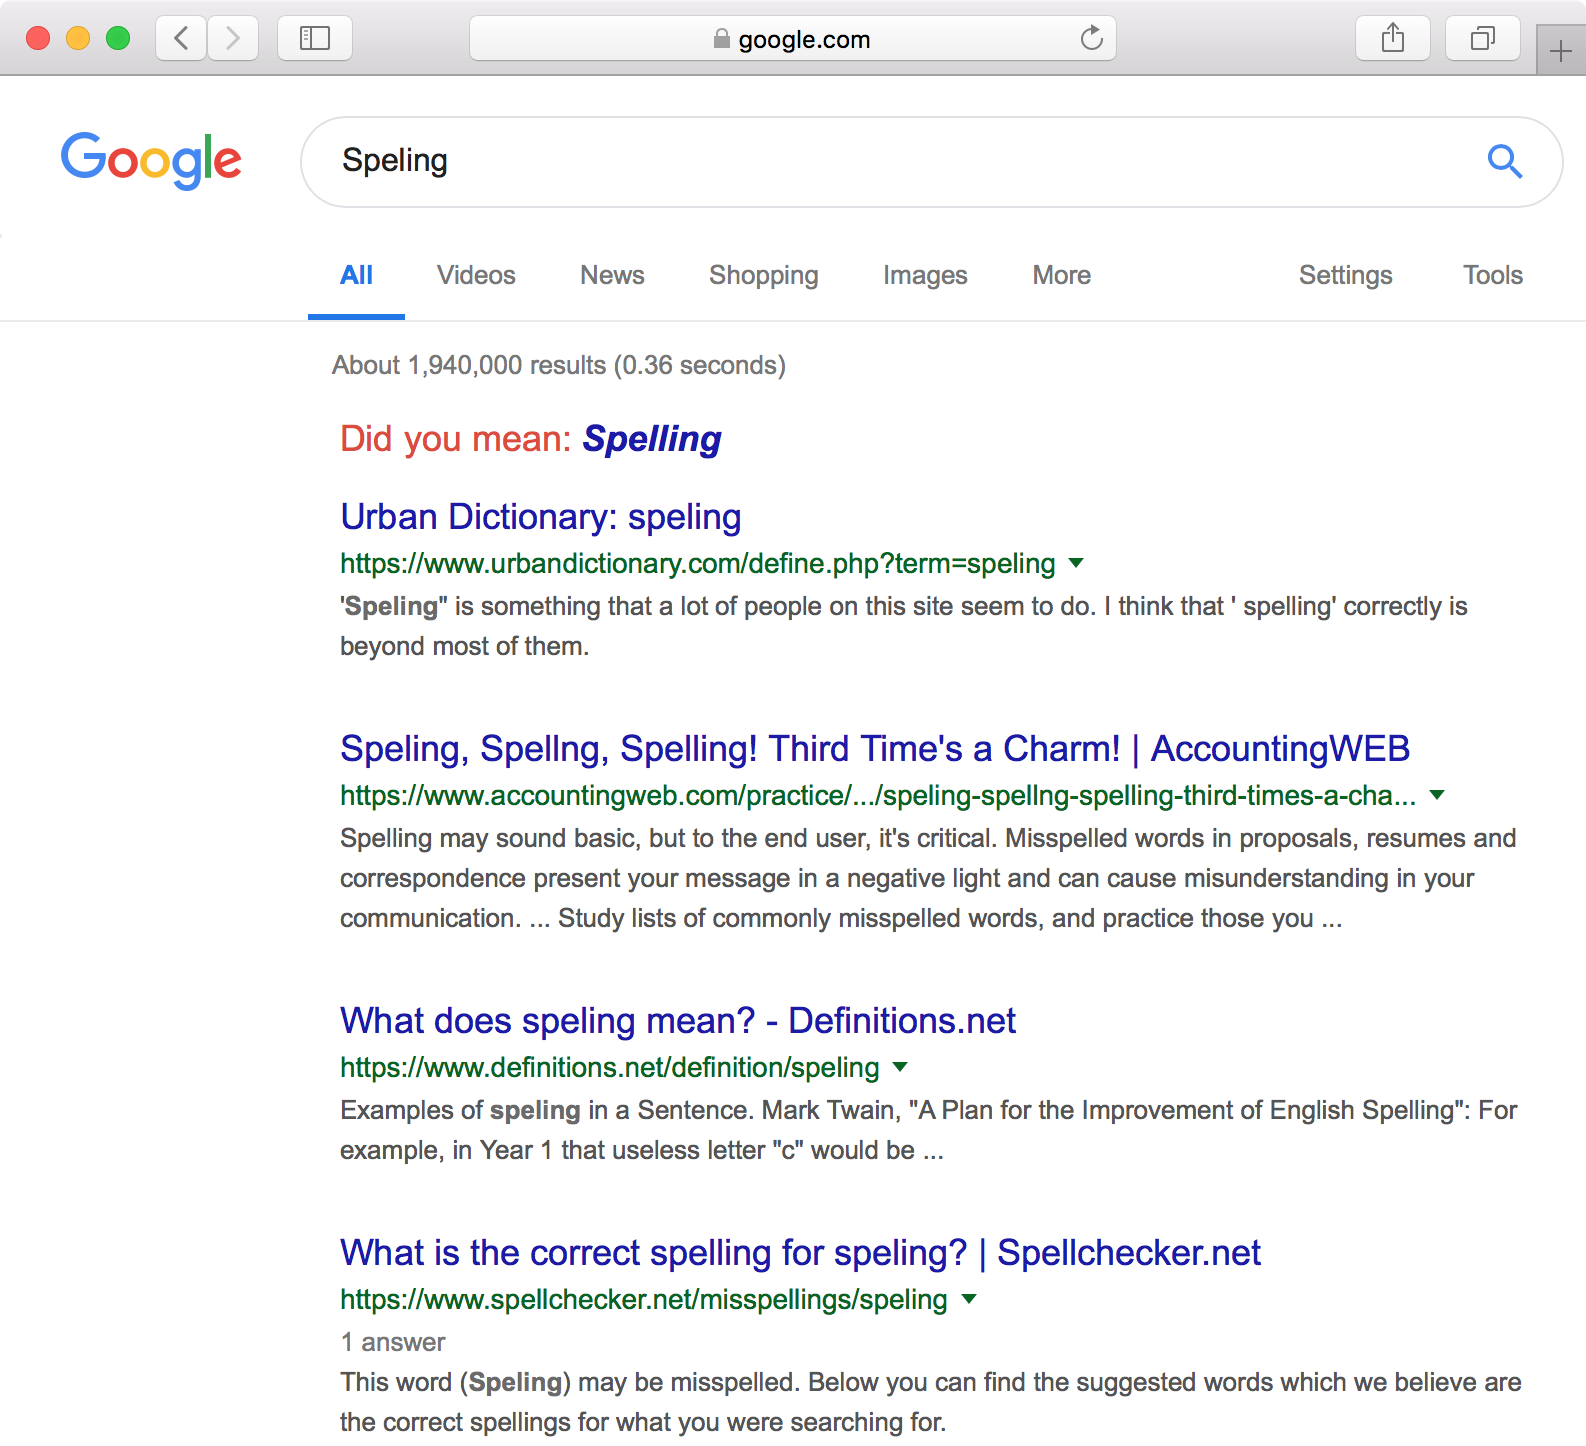 google.com
Google
Speling
All Videos News Shopping Images More Settings Tools
About 1,940,000 results (0.36 seconds)
Did you mean: Spelling
Urban Dictionary: speling
https://www.urbandictionary.com/define.php?term=speling
'Speling" is something that a lot of people on this site seem to do. I think that ' spelling' correctly is
beyond most of them.
Speling, Spellng, Spelling! Third Time's a Charm! | AccountingWEB
https://www.accountingweb.com/practice/.../speling-spellng-spelling-third-times-a-cha...
Spelling may sound basic, but to the end user, it's critical. Misspelled words in proposals, resumes and
correspondence present your message in a negative light and can cause misunderstanding in your
communication. ... Study lists of commonly misspelled words, and practice those you ...
What does speling mean? - Definitions.net
https://www.definitions.net/definition/speling
Examples of speling in a Sentence. Mark Twain, "A Plan for the Improvement of English Spelling": For
example, in Year 1 that useless letter "c" would be ...
What is the correct spelling for speling? | Spellchecker.net
https://www.spellchecker.net/misspellings/speling
1 answer
This word (Speling) may be misspelled. Below you can find the suggested words which we believe are
the correct spellings for what you were searching for.